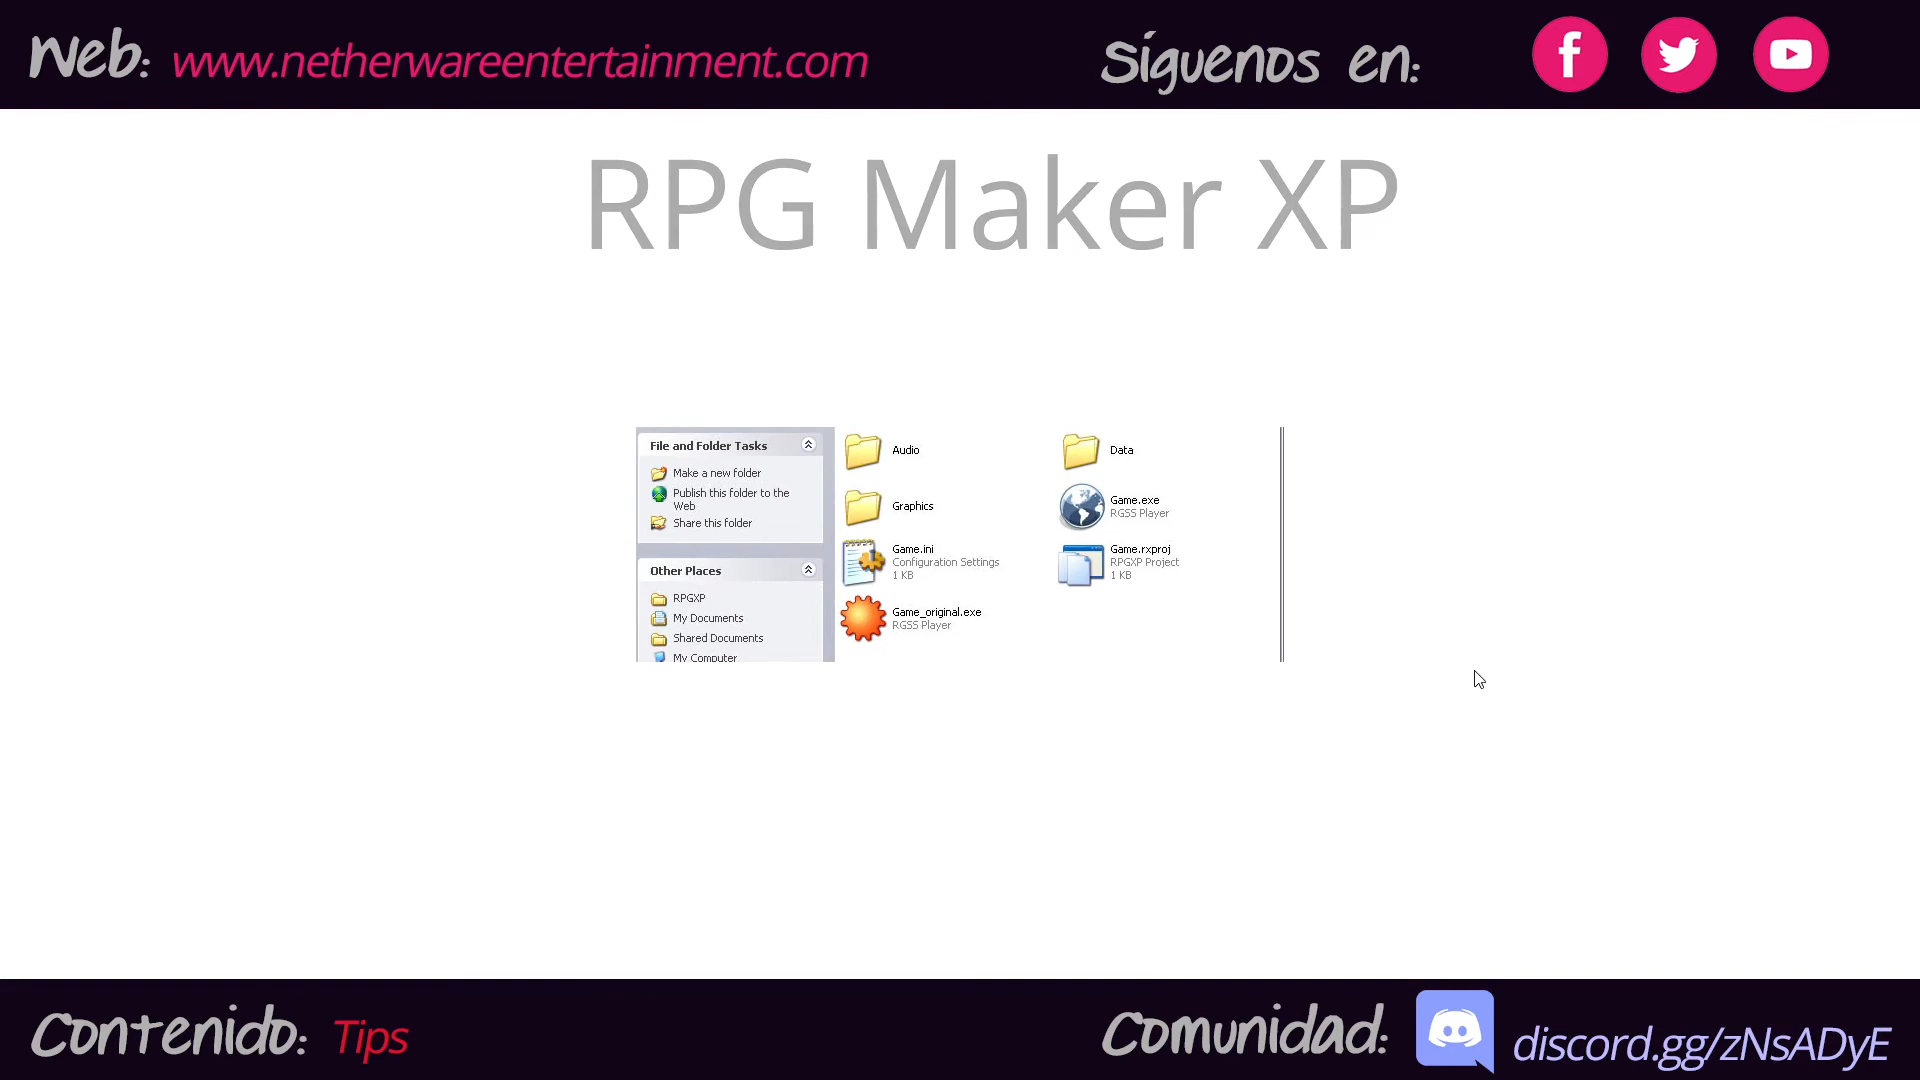 Web: www.netherwareentertainment.com
Síguenos en:
RPG Maker XP
File and Folder Tasks
Make a new folder
Publish this folder to the
Web
Share this folder
Other Places
RPGXP
My Documents
Shared Documents
My Computer
Audio
Data
Graphics
Game.exe
RGSS Player
Game.ini
Configuration Settings
1 KB
Game.rxproj
RPGXP Project
1 KB
Game_original.exe
RGSS Player
Contenido: Tips
Comunidad: discord.gg/zNsADyE